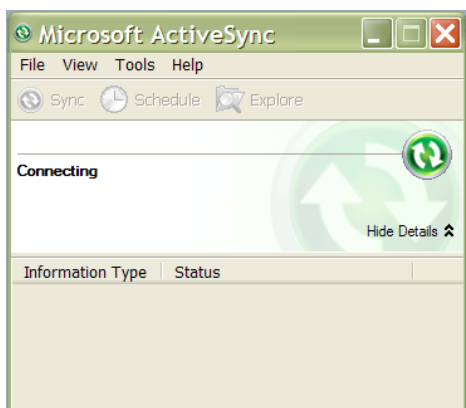 Microsoft ActiveSync
File View Tools Help
Sync Schedule Explore
Connecting
Hide Details
Information Type Status